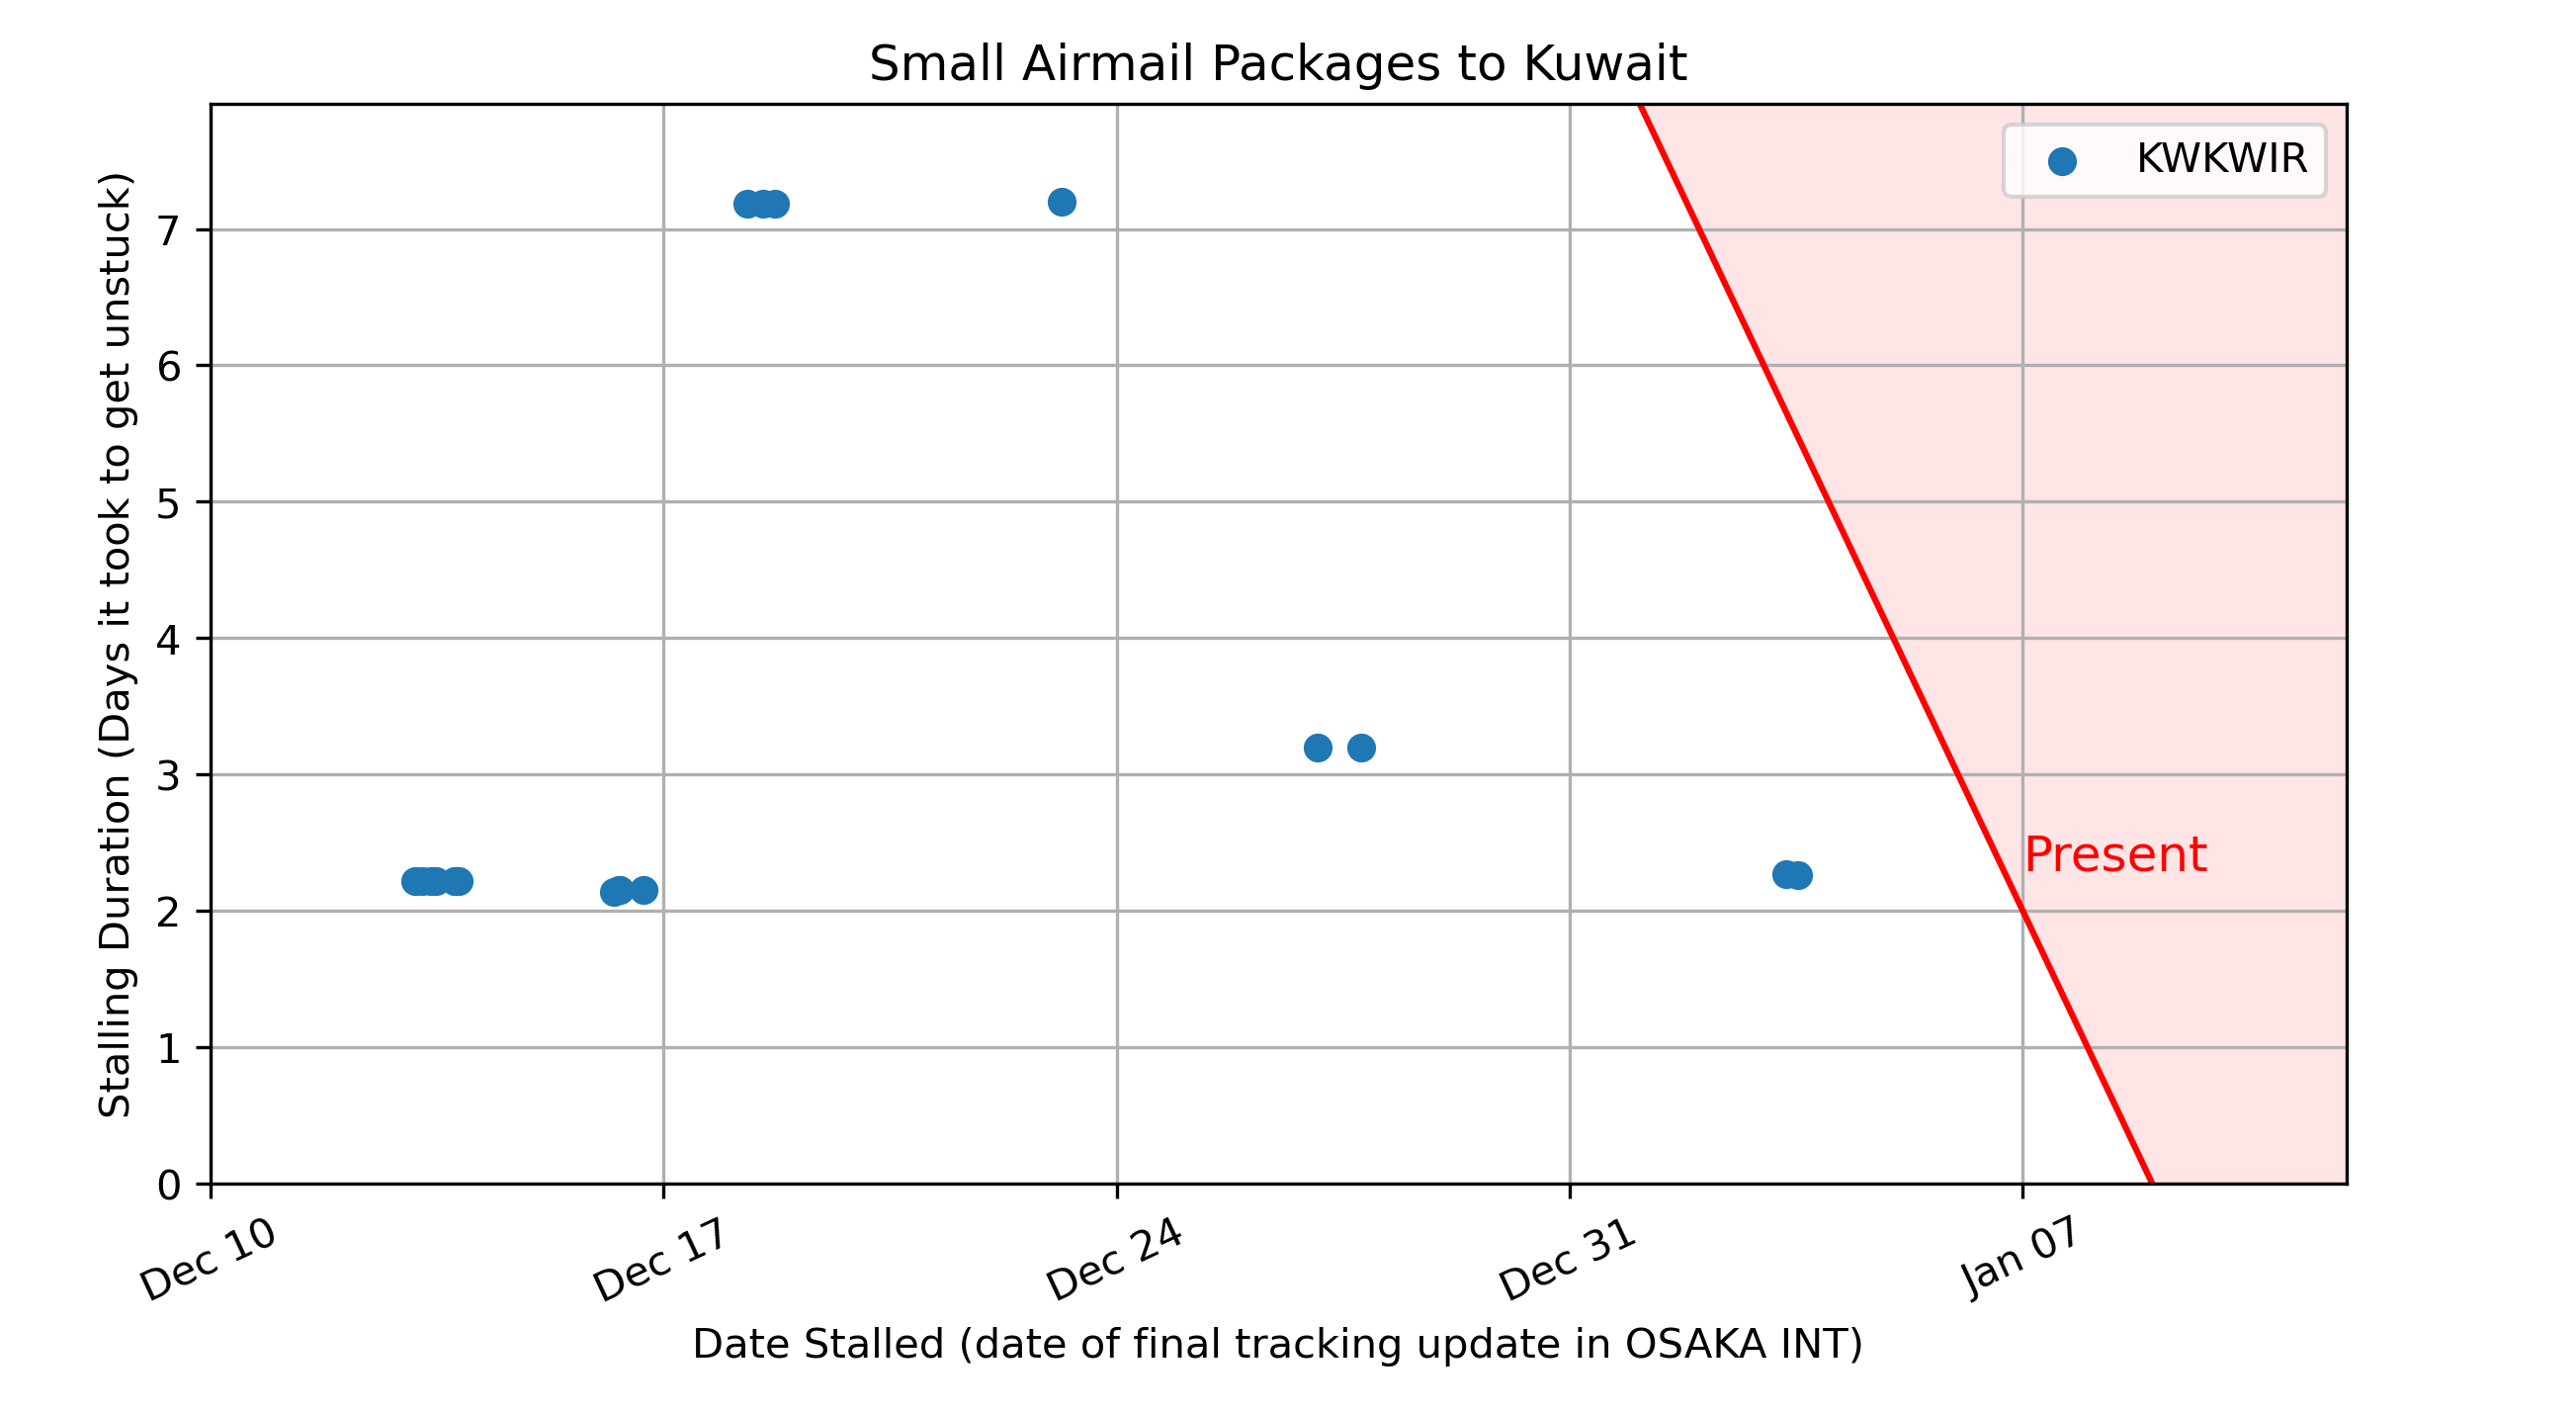 Small Airmail Packages to Kuwait
KWKWIR
Stalling Duration (Days it took to get unstuck)
7
6
5
4
3
2
1
0
Present
Dec 10
Dec 17
Dec 24
Dec 31
Jan 07
Date Stalled (date of final tracking update in OSAKA INT)